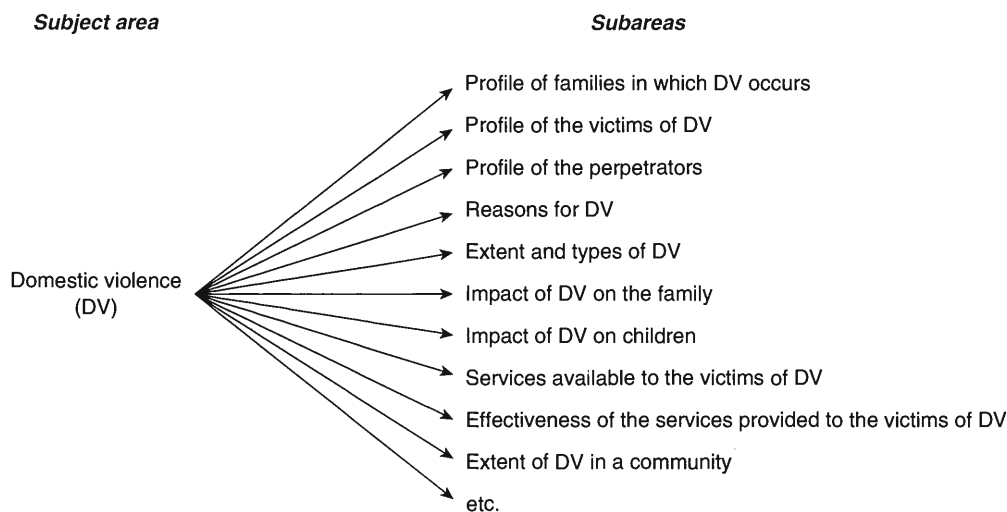 Subject area
Subareas
Profile of families in which DV occurs
Profile of the victims of DV
Profile of the perpetrators
Reasons for DV
Extent and types of DV
Domestic violence
(DV)
Impact of DV on the family
Impact of DV on children
Services available to the victims of DV
Effectiveness of the services provided to the victims of DV
Extent of DV in a community
etc.